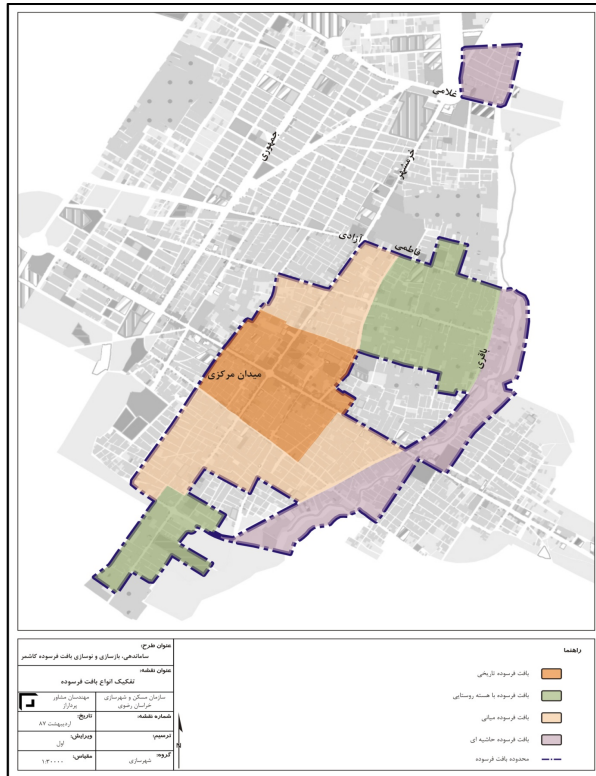 غلامی
جمهوری
خرمشهر
آزادی
فاطمی
باقری
میدان مرکزی
راهنما
بافت فرسوده تاریخی
بافت فرسوده با هسته روستایی
بافت فرسوده میانی
بافت فرسوده حاشیه ای
محدوده بافت فرسوده
N
عنوان طرح:
ساماندهی، بازسازی و نوسازی بافت فرسوده کاشمر
عنوان نقشه:
تفکیک انواع بافت فرسوده
سازمان مسکن و شهرسازی
خراسان رضوی
مهندسان مشاور
پرداراز
شماره نقشه:
تاریخ:
اردیبهشت ۸۷
ترسیم:
ویرایش:
اول
گروه:
شهرسازی
مقیاس:
۱:۲۰۰۰۰